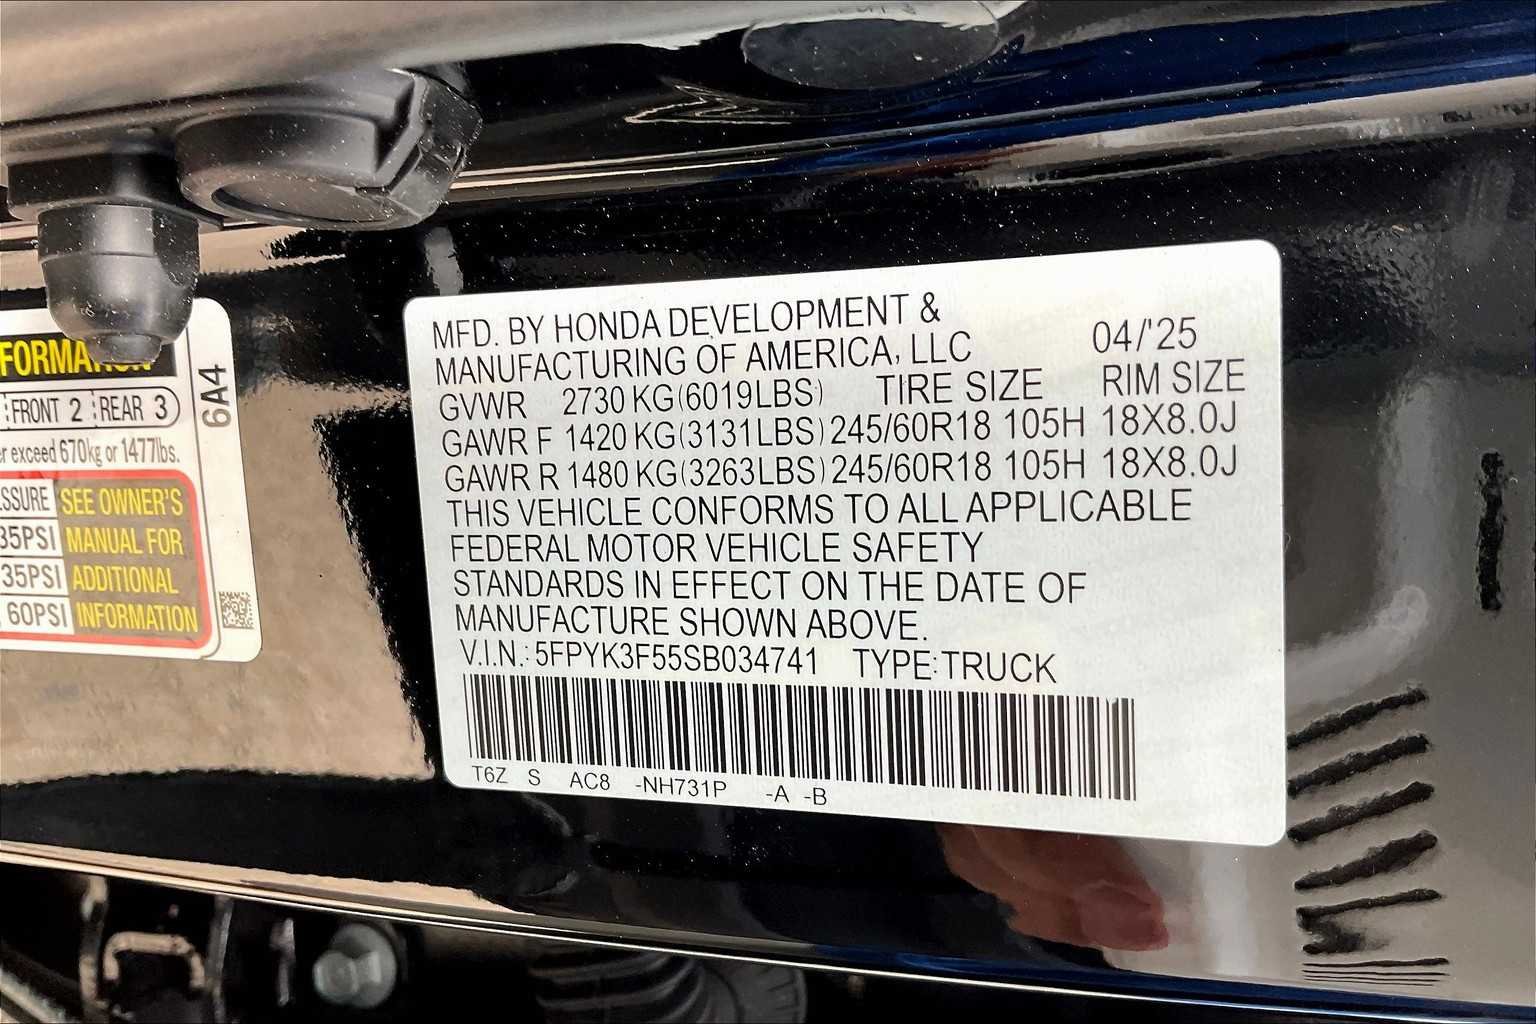 MFD. BY HONDA DEVELOPMENT &
MANUFACTURING OF AMERICA, LLC 04/'25
GVWR 2730 KG(6019LBS) TIRE SIZE RIM SIZE
GAWR F 1420 KG(3131LBS) 245/60R18 105H 18X8.0J
GAWR R 1480 KG(3263LBS) 245/60R18 105H 18X8.0J
THIS VEHICLE CONFORMS TO ALL APPLICABLE
FEDERAL MOTOR VEHICLE SAFETY
STANDARDS IN EFFECT ON THE DATE OF
MANUFACTURE SHOWN ABOVE.
V.I.N.: 5FPYK3F55SB034741 TYPE:TRUCK
T6Z S AC8 -NH731P -A -B
FRONT 2 REAR 3
exceed 670kg or 1477lbs.
SEE OWNER'S
35PSI MANUAL FOR
35PSI ADDITIONAL
60PSI INFORMATION
6A4